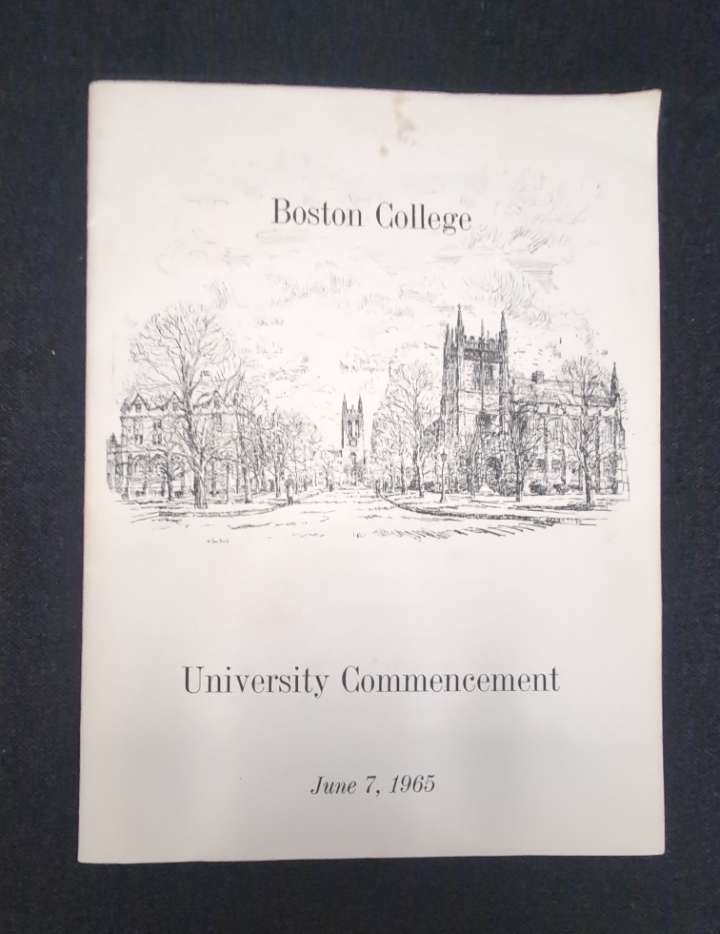 Boston College
University Commencement
June 7, 1965